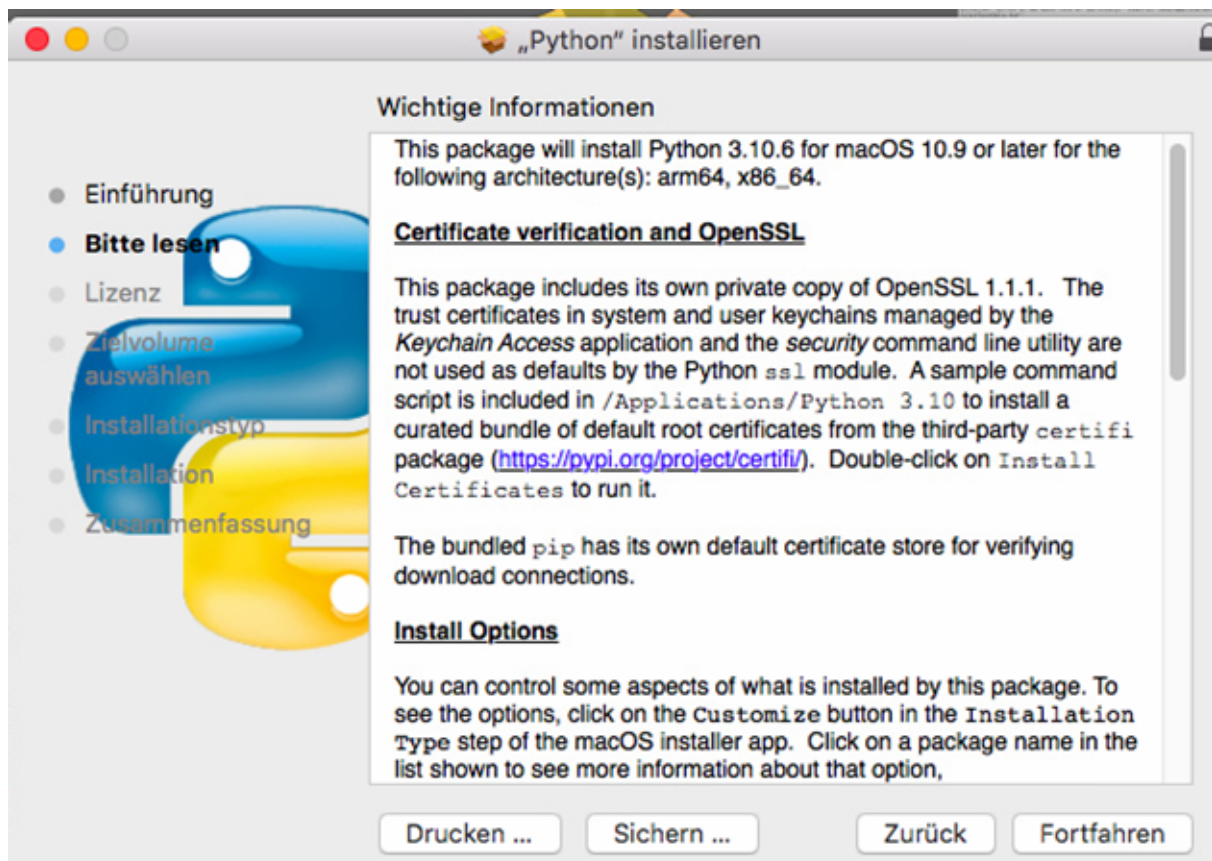 „Python“ installieren
Wichtige Informationen
Einführung
Bitte lesen
Lizenz
Zielvolume
auswählen
Installationstyp
Installation
Zusammenfassung
This package will install Python 3.10.6 for macOS 10.9 or later for the
following architecture(s): arm64, x86_64.
Certificate verification and OpenSSL
This package includes its own private copy of OpenSSL 1.1.1.   The
trust certificates in system and user keychains managed by the
Keychain Access application and the security command line utility are
not used as defaults by the Python ssl module.  A sample command
script is included in /Applications/Python 3.10 to install a
curated bundle of default root certificates from the third-party certifi
package (https://pypi.org/project/certifi/).  Double-click on Install
Certificates to run it.
The bundled pip has its own default certificate store for verifying
download connections.
Install Options
You can control some aspects of what is installed by this package. To
see the options, click on the Customize button in the Installation
Type step of the macOS installer app.  Click on a package name in the
list shown to see more information about that option,
Drucken ...
Sichern ...
Zurück
Fortfahren